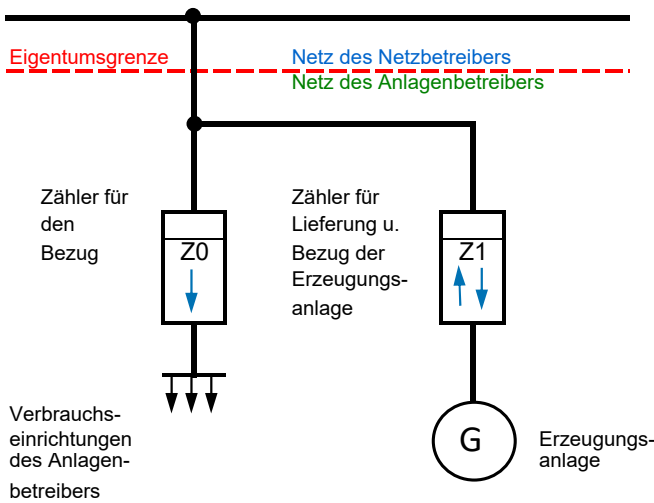 Eigentumsgrenze
Netz des Netzbetreibers
Netz des Anlagenbetreibers
Zähler für
den
Bezug
Z0
Zähler für
Lieferung u.
Bezug der
Erzeugungs-
anlage
Z1
Verbrauchs-
einrichtungen
des Anlagen-
betreibers
G
Erzeugungs-
anlage